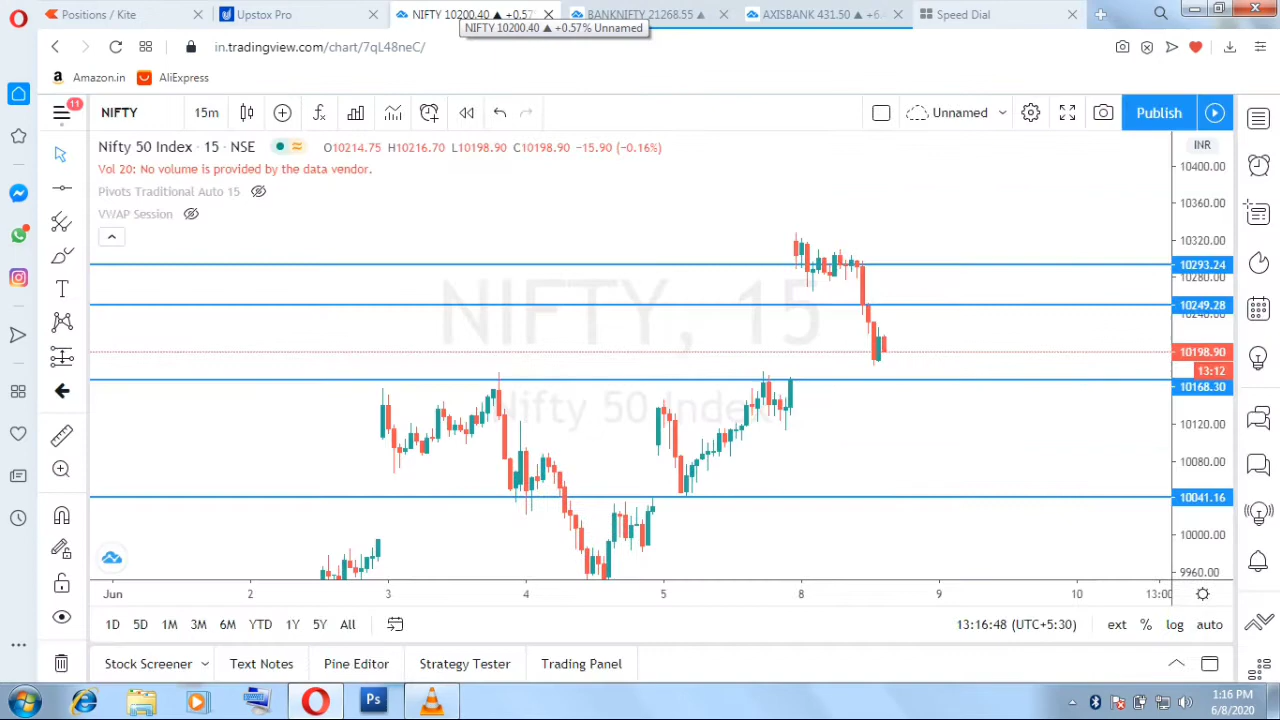 Positions / Kite
Upstox Pro
NIFTY 10200.40 ▲ +0.57
BANKNIFTY 21268.55 ▲
AXISBANK 431.50 ▲ +6.
Speed Dial
NIFTY 10200.40 ▲ +0.57% Unnamed
in.tradingview.com/chart/7qL48neC/
Amazon.in
AliExpress
11
NIFTY
15m
Unnamed
Publish
Nifty 50 Index · 15 · NSE
O10214.75 H10216.70 L10198.90 C10198.90 −15.90 (−0.16%)
INR
Vol 20: No volume is provided by the data vendor.
Pivots Traditional Auto 15
VWAP Session
10400.00
10360.00
10320.00
10293.24
10280.00
10249.28
10240.00
10198.90
13:12
10168.30
10120.00
10080.00
10041.16
10000.00
9960.00
NIFTY, 15
Nifty 50 Index
Jun 2 3 4 5 8 9 10 13:00
1D 5D 1M 3M 6M YTD 1Y 5Y All
13:16:48 (UTC+5:30)
ext % log auto
Stock Screener
Text Notes
Pine Editor
Strategy Tester
Trading Panel
Ps
1:16 PM
6/8/2020